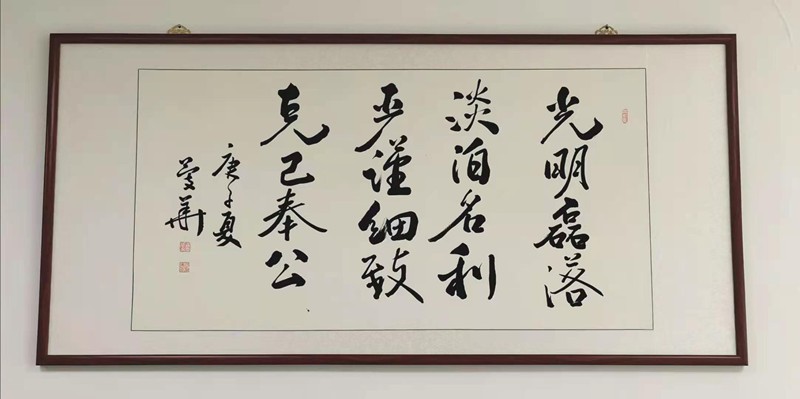 光明磊落
淡泊名利
严谨细致
克己奉公
庚子夏